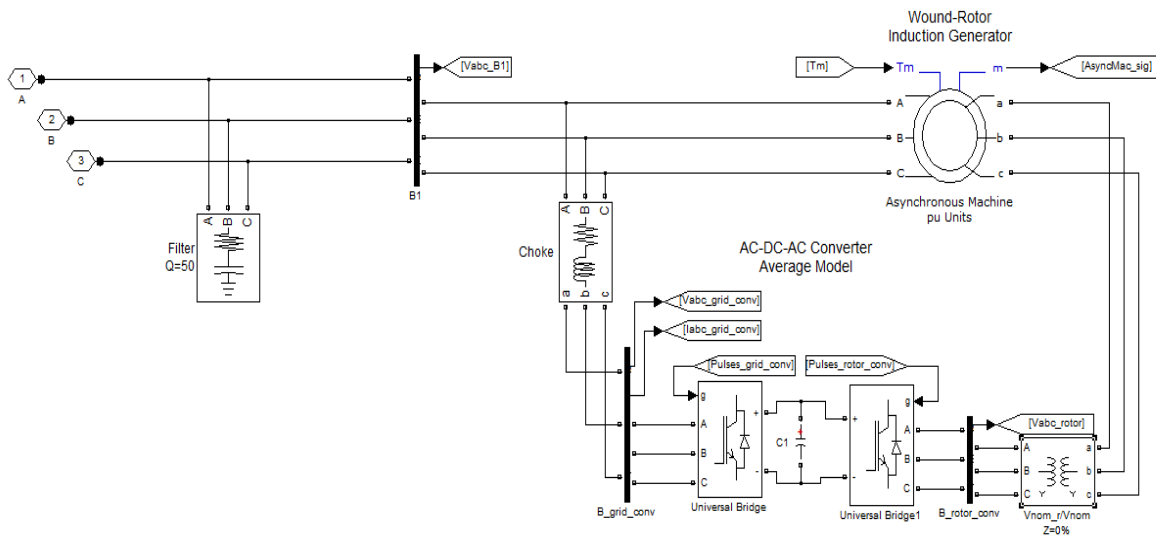 Wound-Rotor
Induction Generator
[Vabc_B1]
[Tm]
Tm
m
[AsyncMac_sig]
1
A
2
B
3
C
B1
A
B
C
a
b
c
Asynchronous Machine
pu Units
A
B
C
Filter
Q=50
A
B
C
Choke
a
b
c
AC-DC-AC Converter
Average Model
[Vabc_grid_conv]
[Iabc_grid_conv]
[Pulses_grid_conv]
[Pulses_rotor_conv]
g
A
B
C
+
-
C1
+
+
-
g
A
B
C
[Vabc_rotor]
A
B
C
a
b
c
Y
Y
B_grid_conv
Universal Bridge
Universal Bridge1
B_rotor_conv
Vnom_r/Vnom
Z=0%